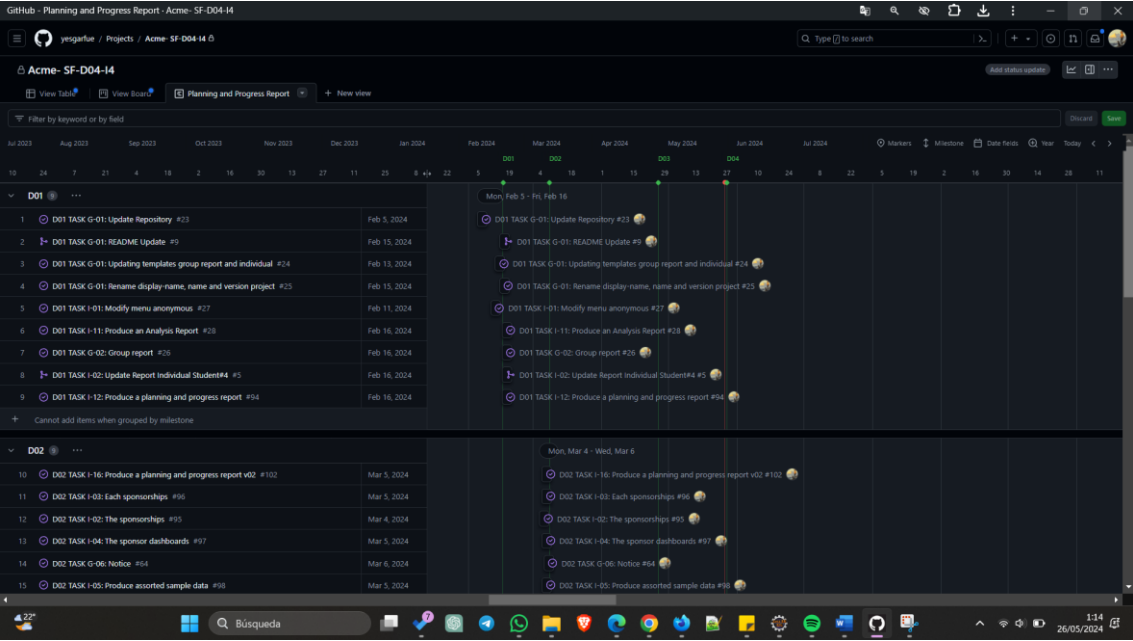 GitHub - Planning and Progress Report · Acme- SF-D04-I4
yesgarfue / Projects / Acme- SF-D04-I4
Type / to search
Acme- SF-D04-I4
Add status update
View Table
View Board
Planning and Progress Report
+ New view
Filter by keyword or by field
Discard
Save
Jul 2023 Aug 2023 Sep 2023 Oct 2023 Nov 2023 Dec 2023 Jan 2024 Feb 2024 Mar 2024 Apr 2024 May 2024 Jun 2024 Jul 2024 Markers Milestone Date fields Year Today
D01 D02 D03 D04
10 24 7 21 4 18 2 16 30 13 27 11 25 8 22 5 19 4 18 1 15 29 13 27 10 24 8 22 5 19 2 16 30 14 28 11
D01 9 ···
Mon, Feb 5 - Fri, Feb 16
1 D01 TASK G-01: Update Repository #23 Feb 5, 2024 D01 TASK G-01: Update Repository #23
2 D01 TASK G-01: README Update #9 Feb 15, 2024 D01 TASK G-01: README Update #9
3 D01 TASK G-01: Updating templates group report and individual #24 Feb 13, 2024 D01 TASK G-01: Updating templates group report and individual #24
4 D01 TASK G-01: Rename display-name, name and version project #25 Feb 15, 2024 D01 TASK G-01: Rename display-name, name and version project #25
5 D01 TASK I-01: Modify menu anonymous #27 Feb 11, 2024 D01 TASK I-01: Modify menu anonymous #27
6 D01 TASK I-11: Produce an Analysis Report #28 Feb 16, 2024 D01 TASK I-11: Produce an Analysis Report #28
7 D01 TASK G-02: Group report #26 Feb 16, 2024 D01 TASK G-02: Group report #26
8 D01 TASK I-02: Update Report Individual Student#4 #5 Feb 16, 2024 D01 TASK I-02: Update Report Individual Student#4 #5
9 D01 TASK I-12: Produce a planning and progress report #94 Feb 16, 2024 D01 TASK I-12: Produce a planning and progress report #94
+ Cannot add items when grouped by milestone
D02 9 ···
Mon, Mar 4 - Wed, Mar 6
10 D02 TASK I-16: Produce a planning and progress report v02 #102 Mar 5, 2024 D02 TASK I-16: Produce a planning and progress report v02 #102
11 D02 TASK I-03: Each sponsorships #96 Mar 5, 2024 D02 TASK I-03: Each sponsorships #96
12 D02 TASK I-02: The sponsorships #95 Mar 4, 2024 D02 TASK I-02: The sponsorships #95
13 D02 TASK I-04: The sponsor dashboards #97 Mar 5, 2024 D02 TASK I-04: The sponsor dashboards #97
14 D02 TASK G-06: Notice #64 Mar 6, 2024 D02 TASK G-06: Notice #64
15 D02 TASK I-05: Produce assorted sample data #98 Mar 5, 2024 D02 TASK I-05: Produce assorted sample data #98
22°
Búsqueda
7
1:14
26/05/2024